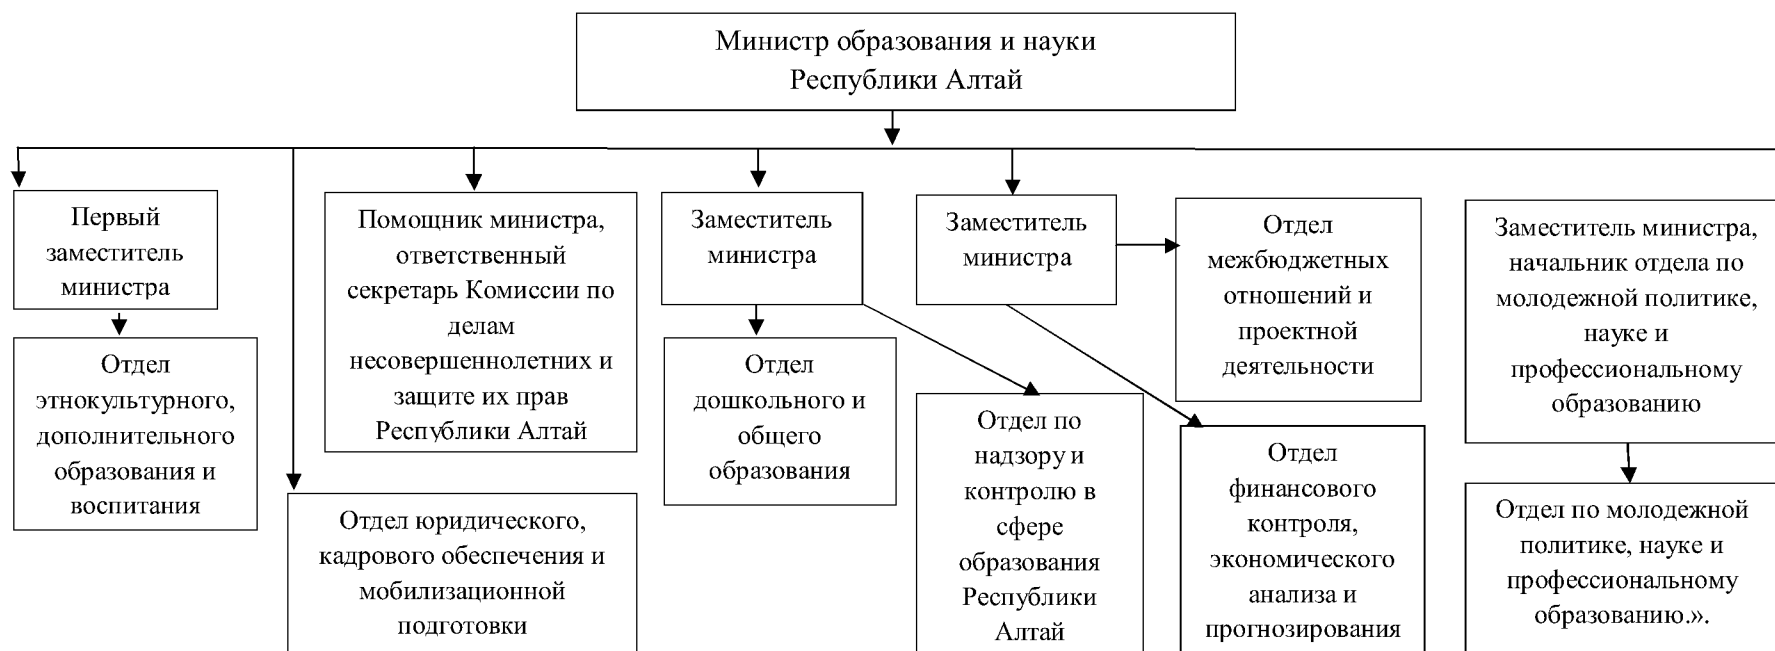 Министр образования и науки
Республики Алтай
Первый
заместитель
министра
Помощник министра,
ответственный
секретарь Комиссии по
делам
несовершеннолетних и
защите их прав
Республики Алтай
Заместитель
министра
Заместитель
министра
Отдел
межбюджетных
отношений и
проектной
деятельности
Заместитель министра,
начальник отдела по
молодежной политике,
науке и
профессиональному
образованию
Отдел
этнокультурного,
дополнительного
образования и
воспитания
Отдел юридического,
кадрового обеспечения и
мобилизационной
подготовки
Отдел
дошкольного и
общего
образования
Отдел по
надзору и
контролю в
сфере
образования
Республики
Алтай
Отдел
финансового
контроля,
экономического
анализа и
прогнозирования
Отдел по молодежной
политике, науке и
профессиональному
образованию.».